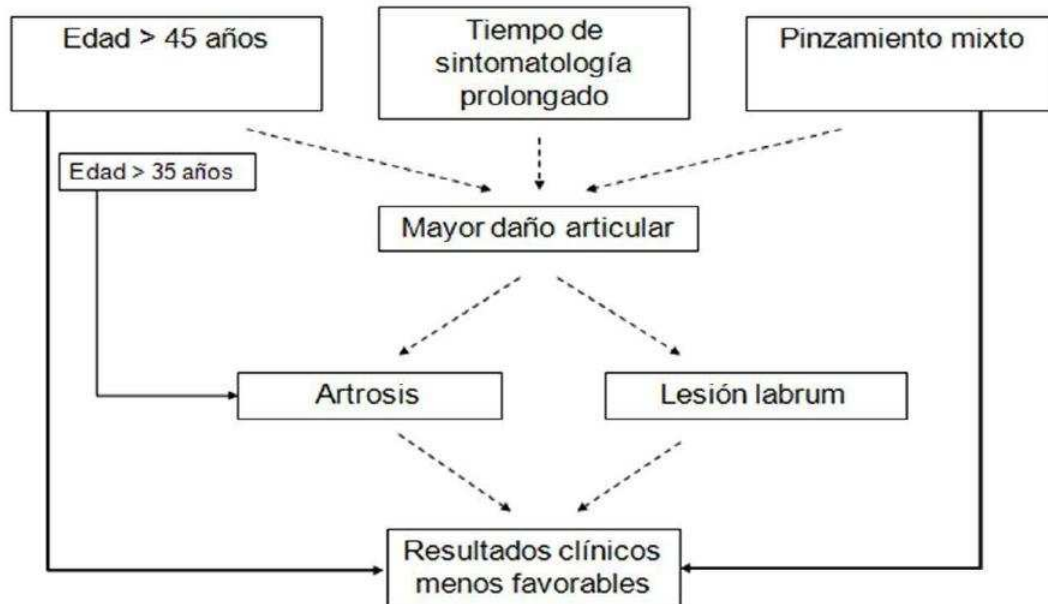 Edad > 45 años
Tiempo de
sintomatología
prolongado
Pinzamiento mixto
Edad > 35 años
Mayor daño articular
Artrosis
Lesión labrum
Resultados clínicos
menos favorables